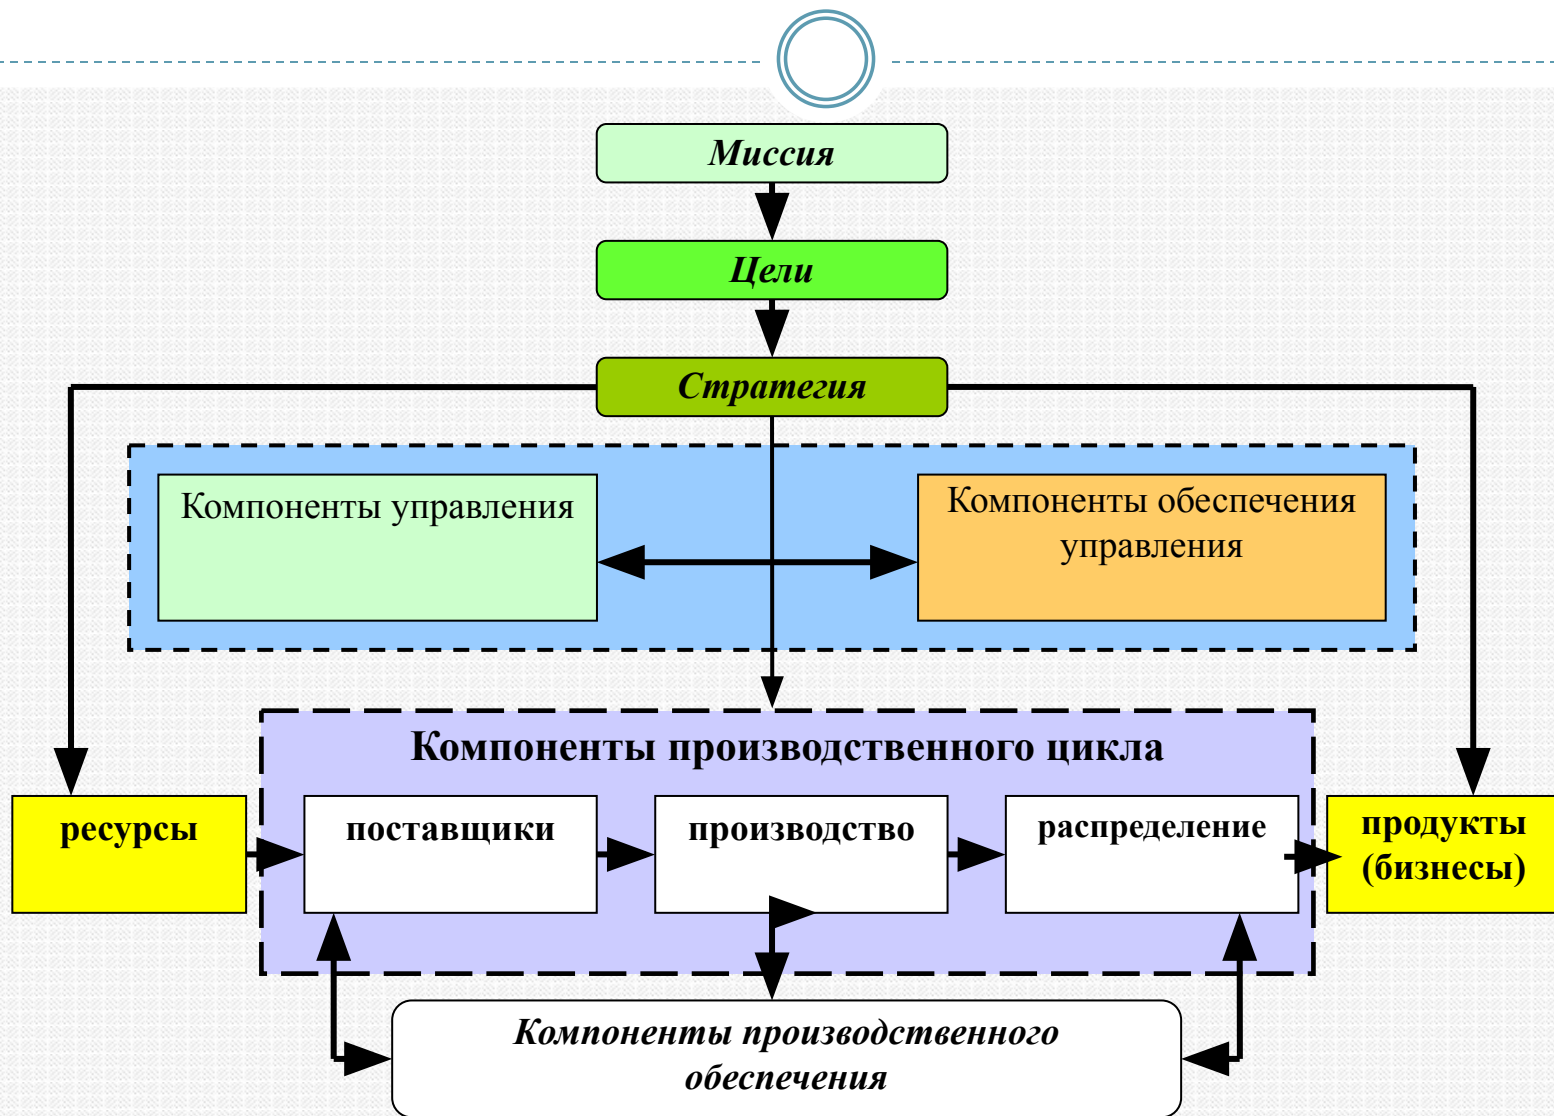 Миссия
Цели
Стратегия
Компоненты управления
Компоненты обеспечения
управления
Компоненты производственного цикла
ресурсы
поставщики
производство
распределение
продукты
(бизнесы)
Компоненты производственного
обеспечения